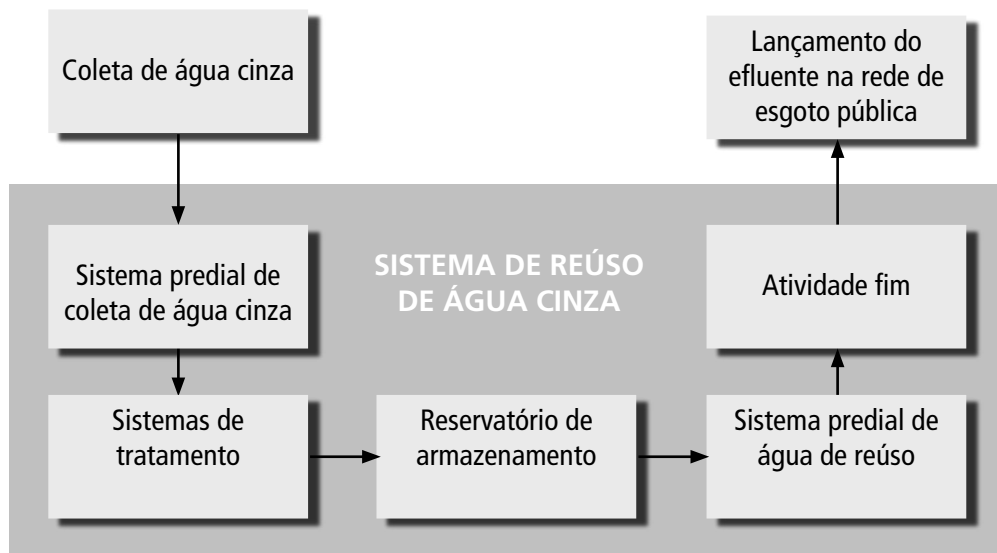 Coleta de água cinza
Lançamento do
efluente na rede de
esgoto pública
Sistema predial de
coleta de água cinza
SISTEMA DE REÚSO
DE ÁGUA CINZA
Atividade fim
Sistemas de
tratamento
Reservatório de
armazenamento
Sistema predial de
água de reúso